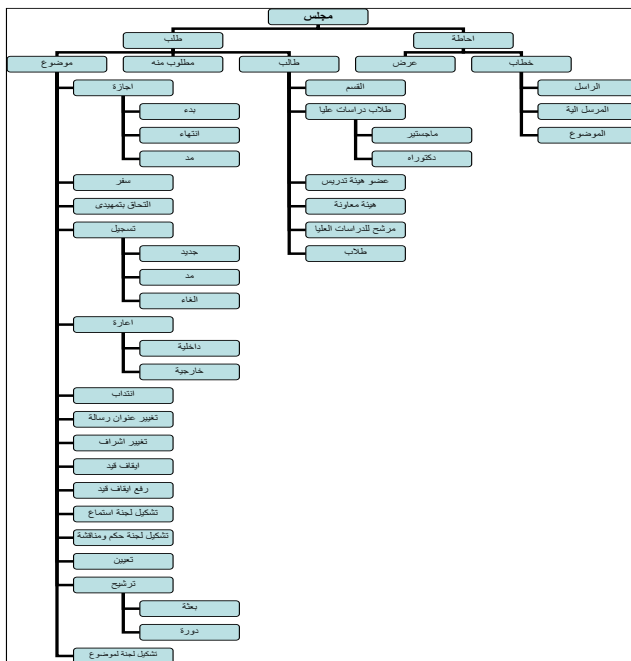 مجلس
احاطة
طلب
خطاب
عرض
طالب
مطلوب منه
موضوع
الراسل
المرسل الية
الموضوع
القسم
طلاب دراسات عليا
ماجستير
دكتوراه
عضو هيئة تدريس
هيئة معاونة
مرشح للدراسات العليا
طلاب
اجازة
بدء
انتهاء
مد
سفر
التحاق بتمهيدى
تسجيل
جديد
مد
الغاء
اعارة
داخلية
خارجية
انتداب
تغيير عنوان رسالة
تغيير اشراف
ايقاف قيد
رفع ايقاف قيد
تشكيل لجنة استماع
تشكيل لجنة حكم ومناقشة
تعيين
ترشيح
بعثة
دورة
تشكيل لجنة لموضوع